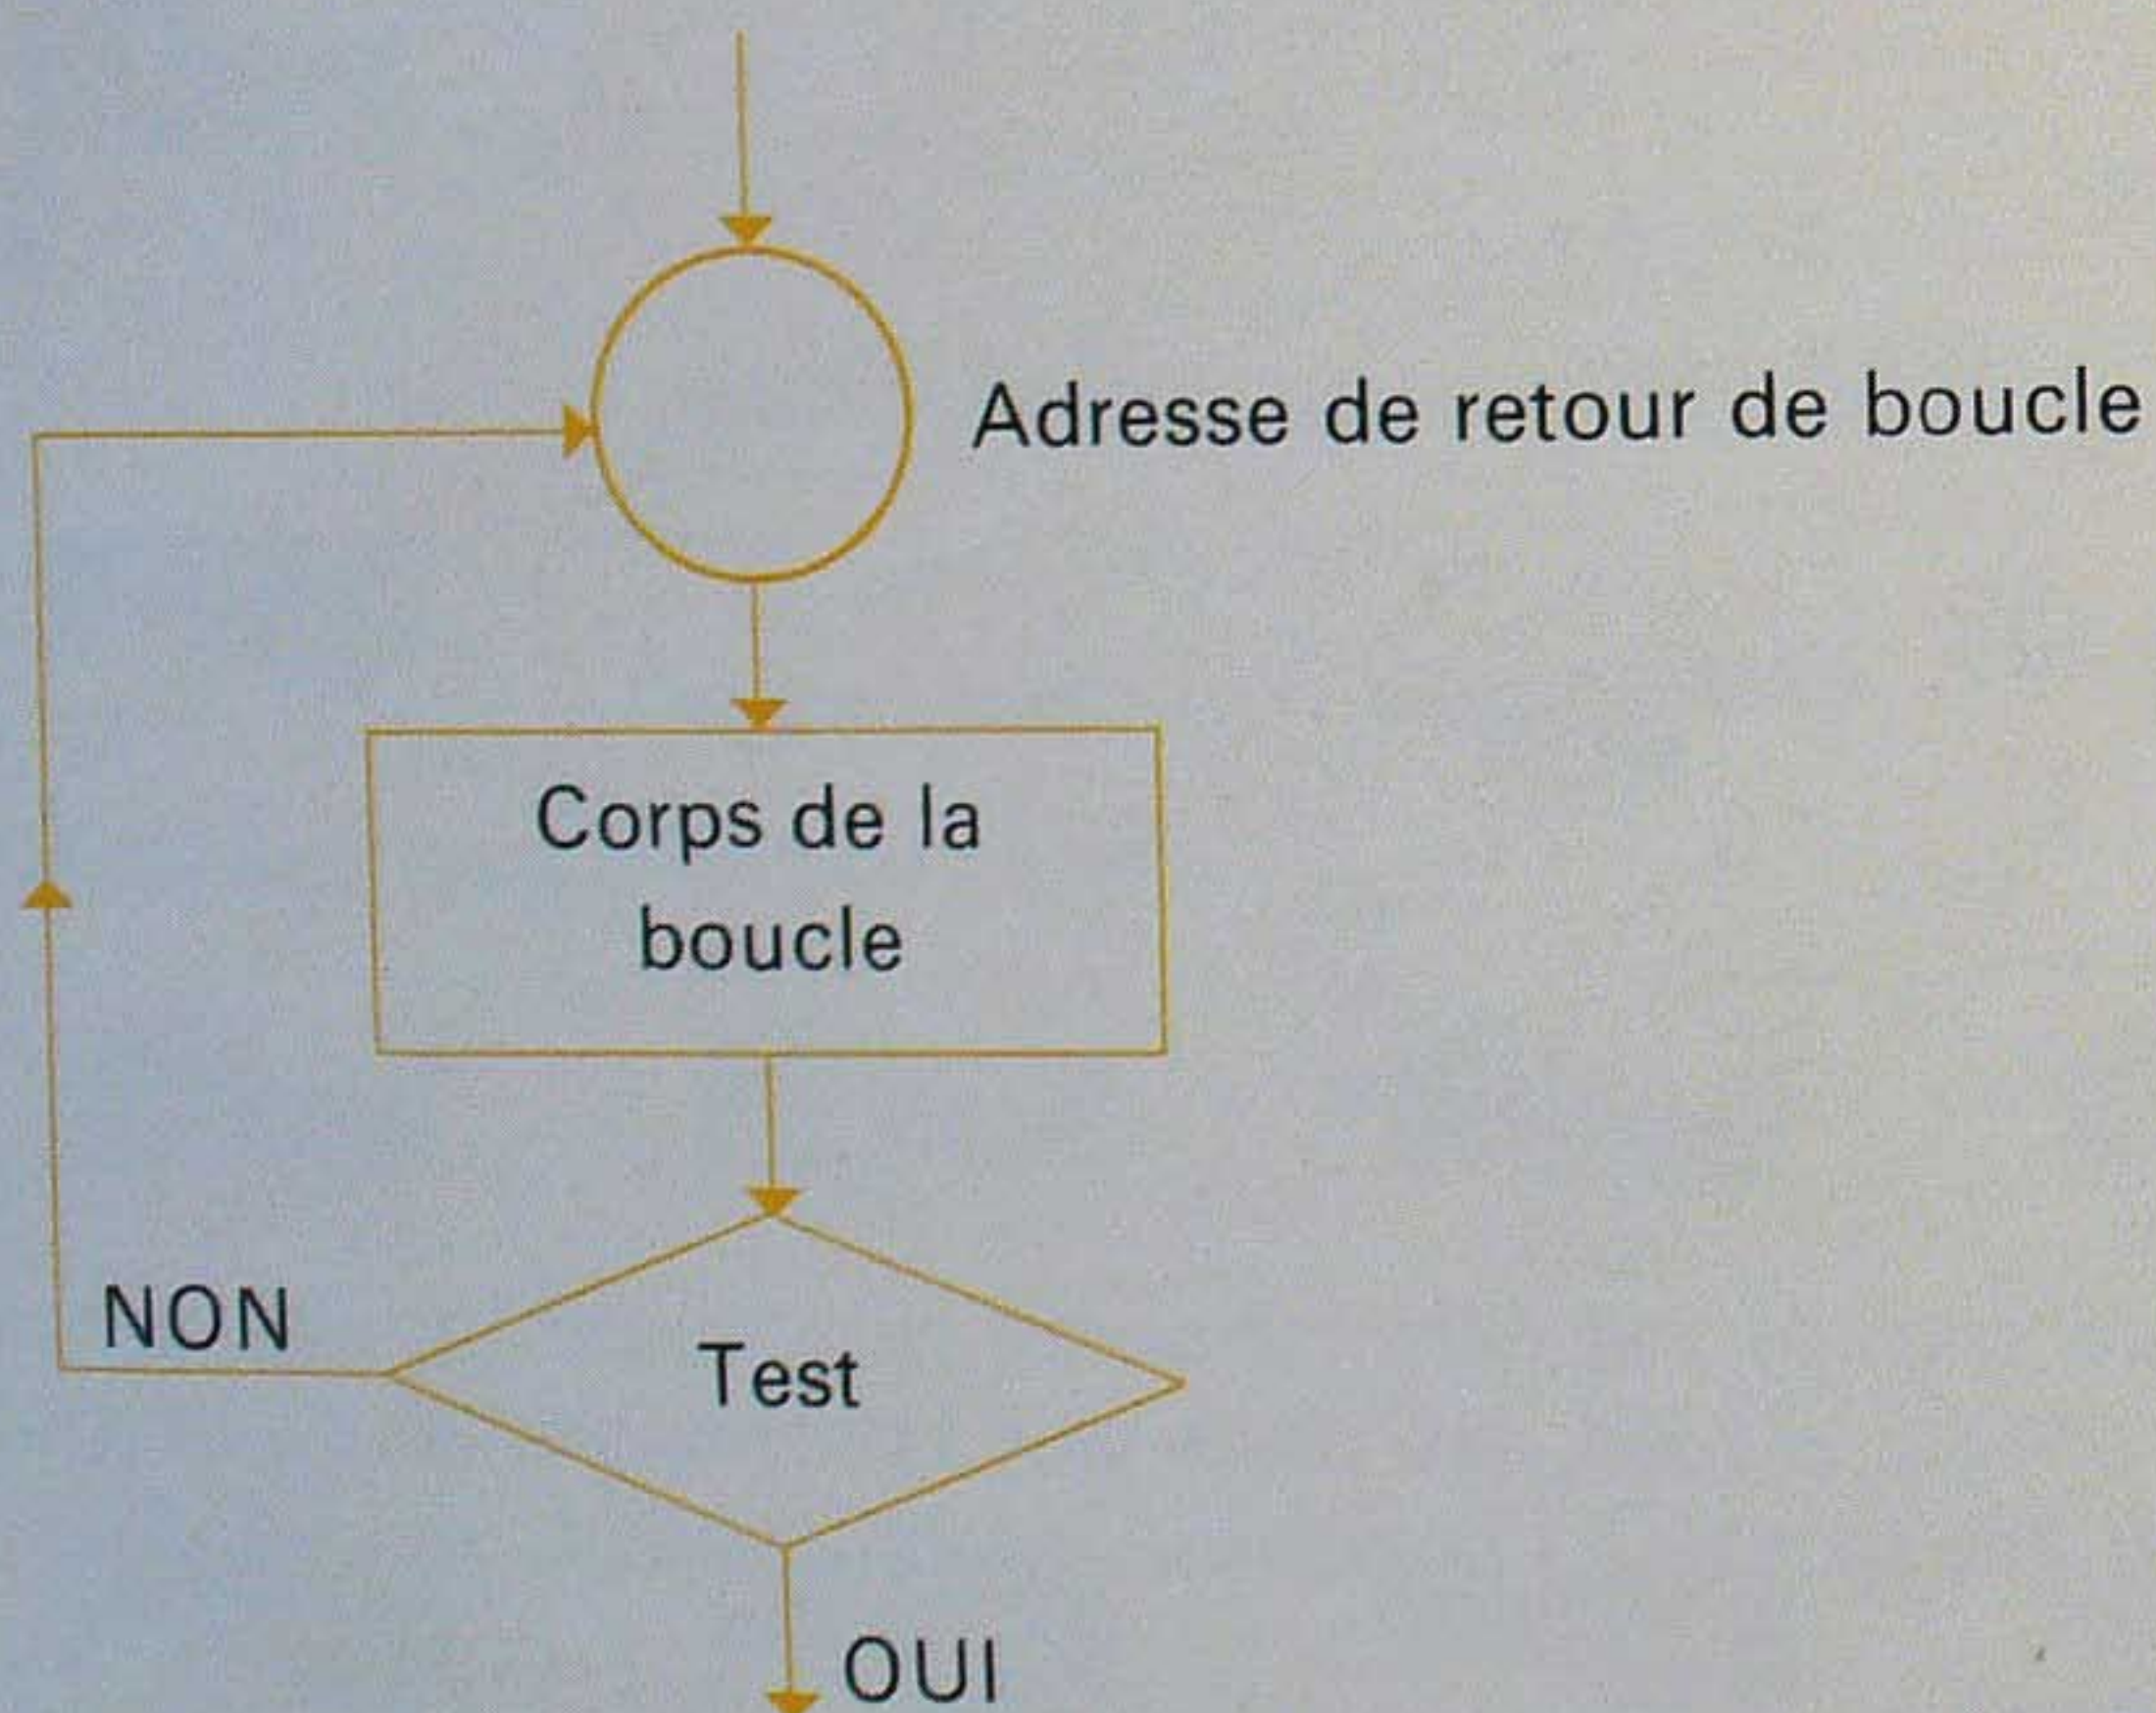 Adresse de retour de boucle
Corps de la
boucle
NON
Test
OUI